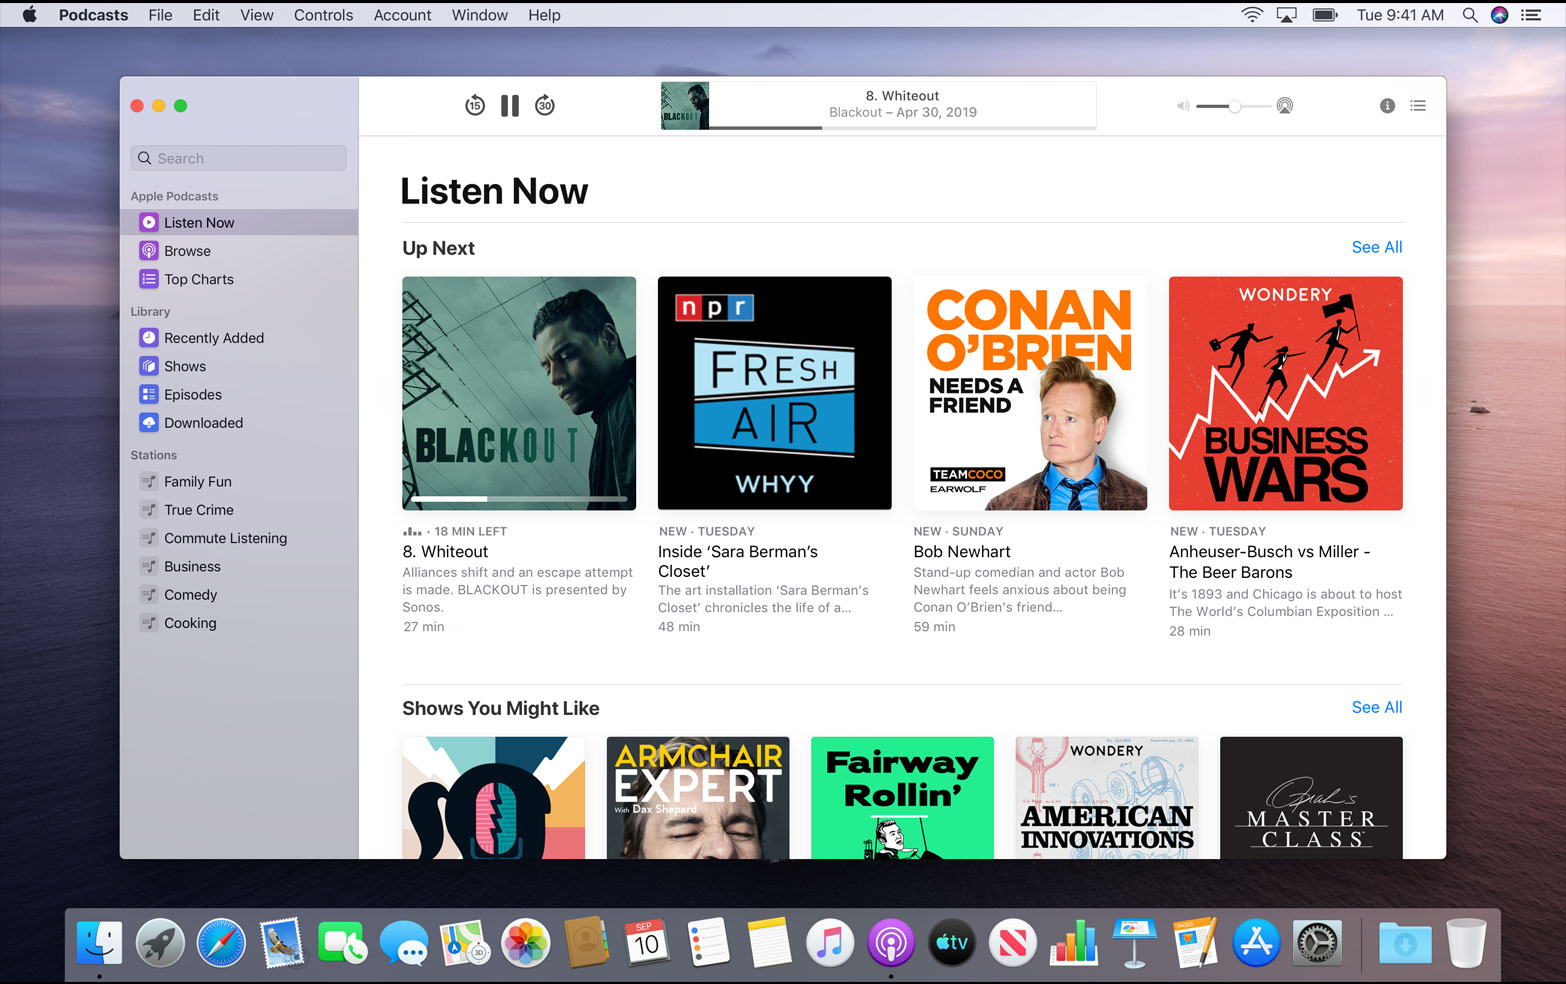 Podcasts File Edit View Controls Account Window Help Tue 9:41 AM
15 30
8. Whiteout
Blackout – Apr 30, 2019
BLACKOUT
Search
Apple Podcasts
Listen Now
Browse
Top Charts
Library
Recently Added
Shows
Episodes
Downloaded
Stations
Family Fun
True Crime
Commute Listening
Business
Comedy
Cooking
Listen Now
Up Next See All
BLACKOUT
npr
FRESH
AIR
WHYY
CONAN
O'BRIEN
NEEDS A
FRIEND
TEAMCOCO
EARWOLF
WONDERY
BUSINESS
WARS
· 18 MIN LEFT
8. Whiteout
Alliances shift and an escape attempt
is made. BLACKOUT is presented by
Sonos.
27 min
NEW · TUESDAY
Inside ‘Sara Berman’s
Closet’
The art installation ‘Sara Berman’s
Closet’ chronicles the life of a...
48 min
NEW · SUNDAY
Bob Newhart
Stand-up comedian and actor Bob
Newhart feels anxious about being
Conan O’Brien’s friend...
59 min
NEW · TUESDAY
Anheuser-Busch vs Miller -
The Beer Barons
It’s 1893 and Chicago is about to host
The World’s Columbian Exposition ...
28 min
Shows You Might Like See All
ARMCHAIR
EXPERT
With Dax Shepard
Fairway
Rollin’
WONDERY
AMERICAN
INNOVATIONS
Oprah's
MASTER
CLASS
SEP
10
3D
tv